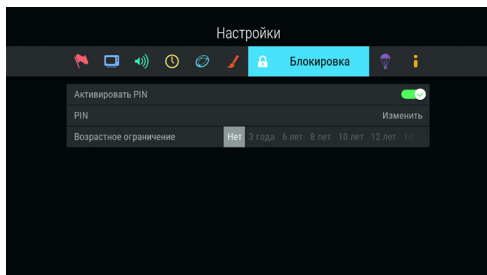 Настройки
Блокировка
Активировать PIN
PIN Изменить
Возрастное ограничение Нет 3 года 6 лет 8 лет 10 лет 12 лет 14